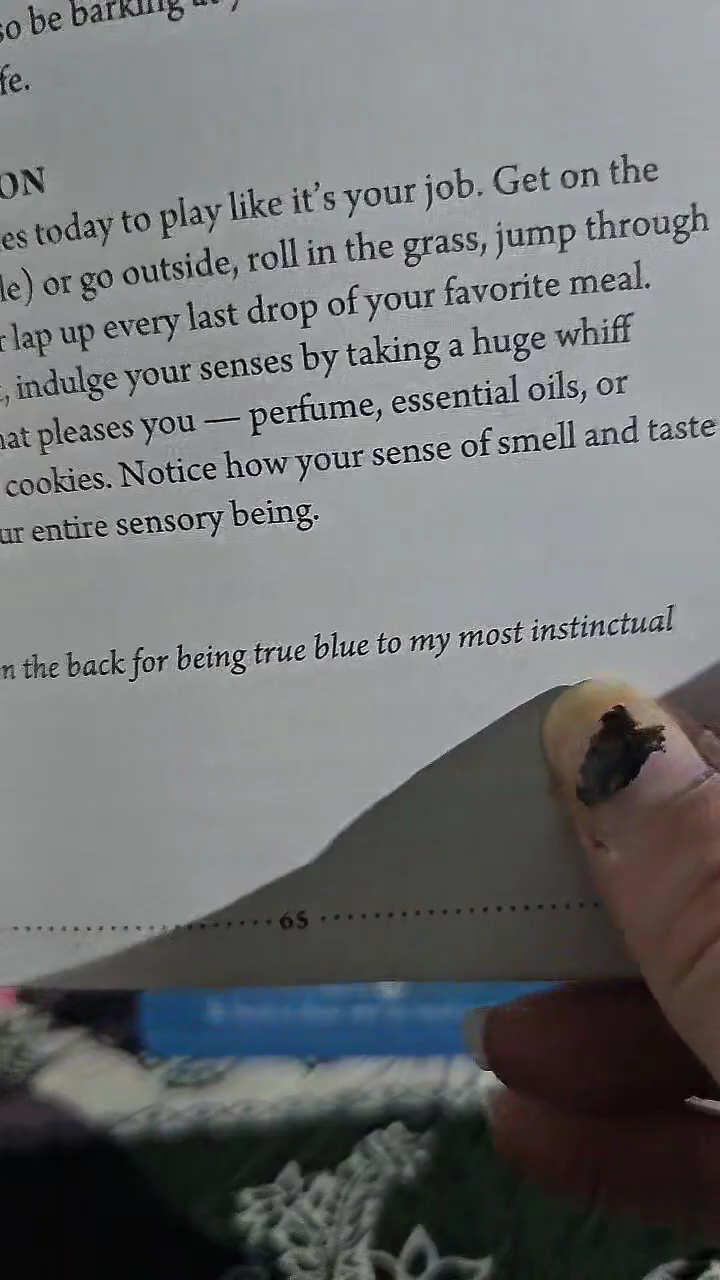 so be barking at
fe.
ON
es today to play like it's your job. Get on the
le) or go outside, roll in the grass, jump through
r lap up every last drop of your favorite meal.
, indulge your senses by taking a huge whiff
hat pleases you — perfume, essential oils, or
cookies. Notice how your sense of smell and taste
ur entire sensory being.
n the back for being true blue to my most instinctual
65